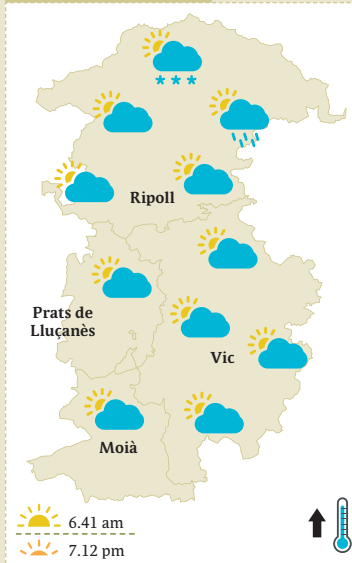 Ripoll
Prats de
Lluçanès
Vic
Moià
6.41 am
7.12 pm